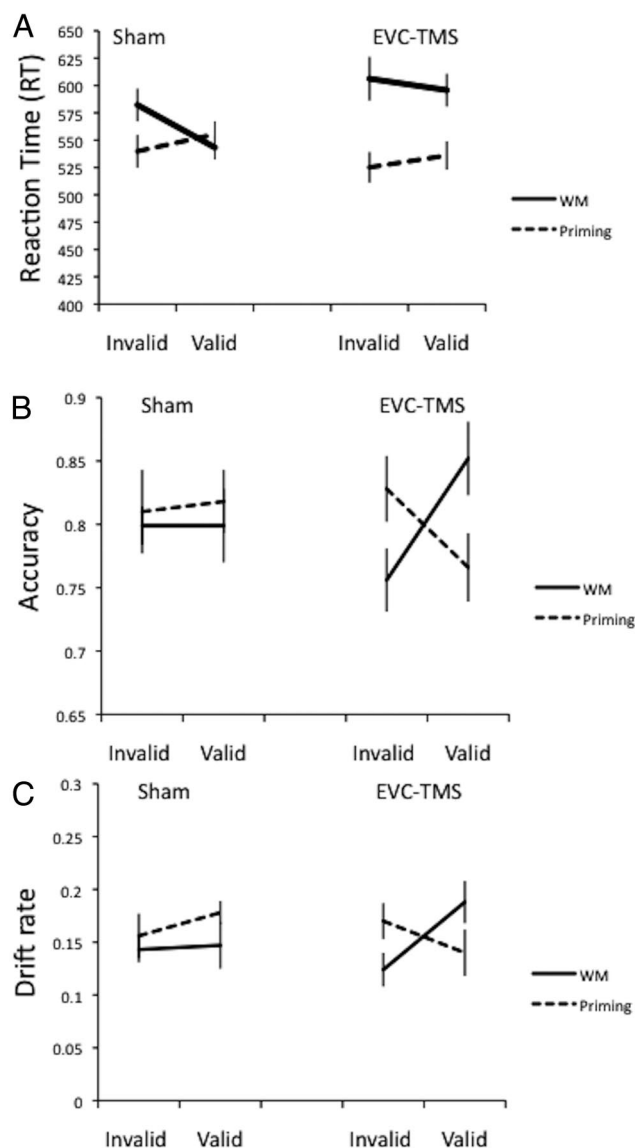 A
Sham
EVC-TMS
650
625
600
575
550
525
500
475
450
425
400
Reaction Time (RT)
Invalid Valid Invalid Valid
WM
Priming
B
Sham
EVC-TMS
0.9
0.85
0.8
0.75
0.7
0.65
Accuracy
Invalid Valid Invalid Valid
WM
Priming
C
Sham
EVC-TMS
0.3
0.25
0.2
0.15
0.1
0.05
0
Drift rate
Invalid Valid Invalid Valid
WM
Priming